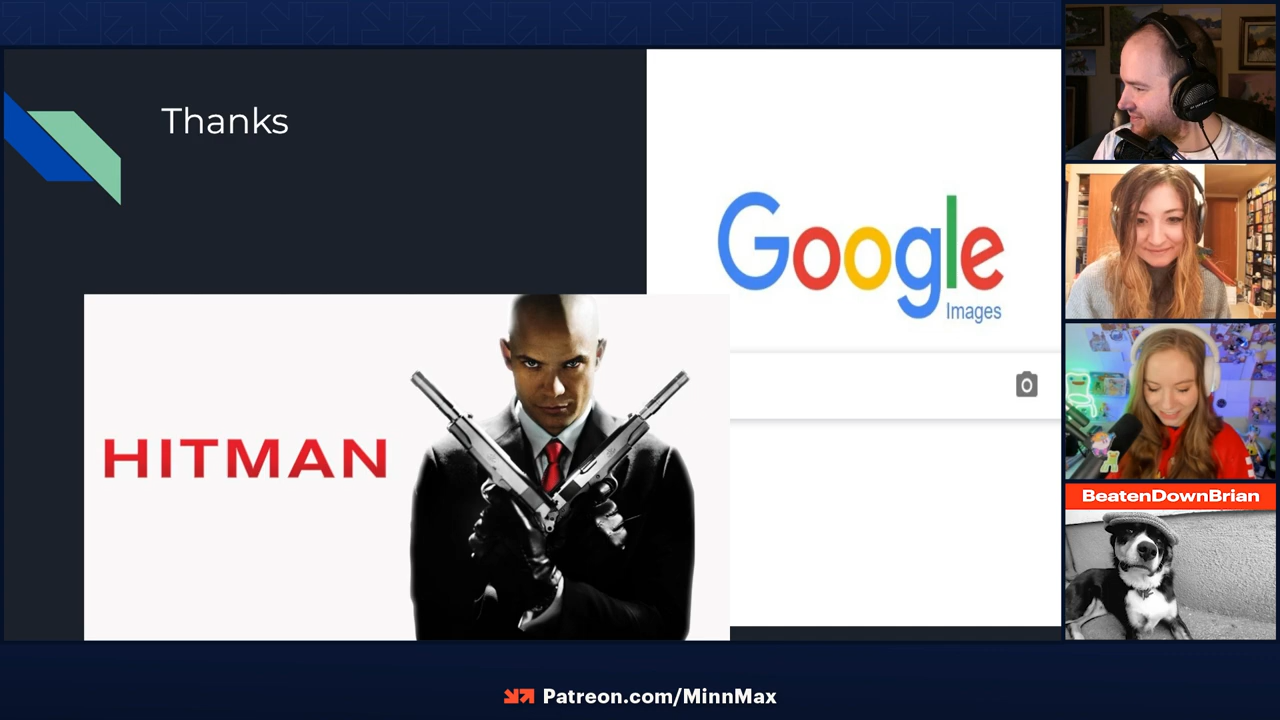 Thanks
Google
Images
HITMAN
BeatenDownBrian
Patreon.com/MinnMax